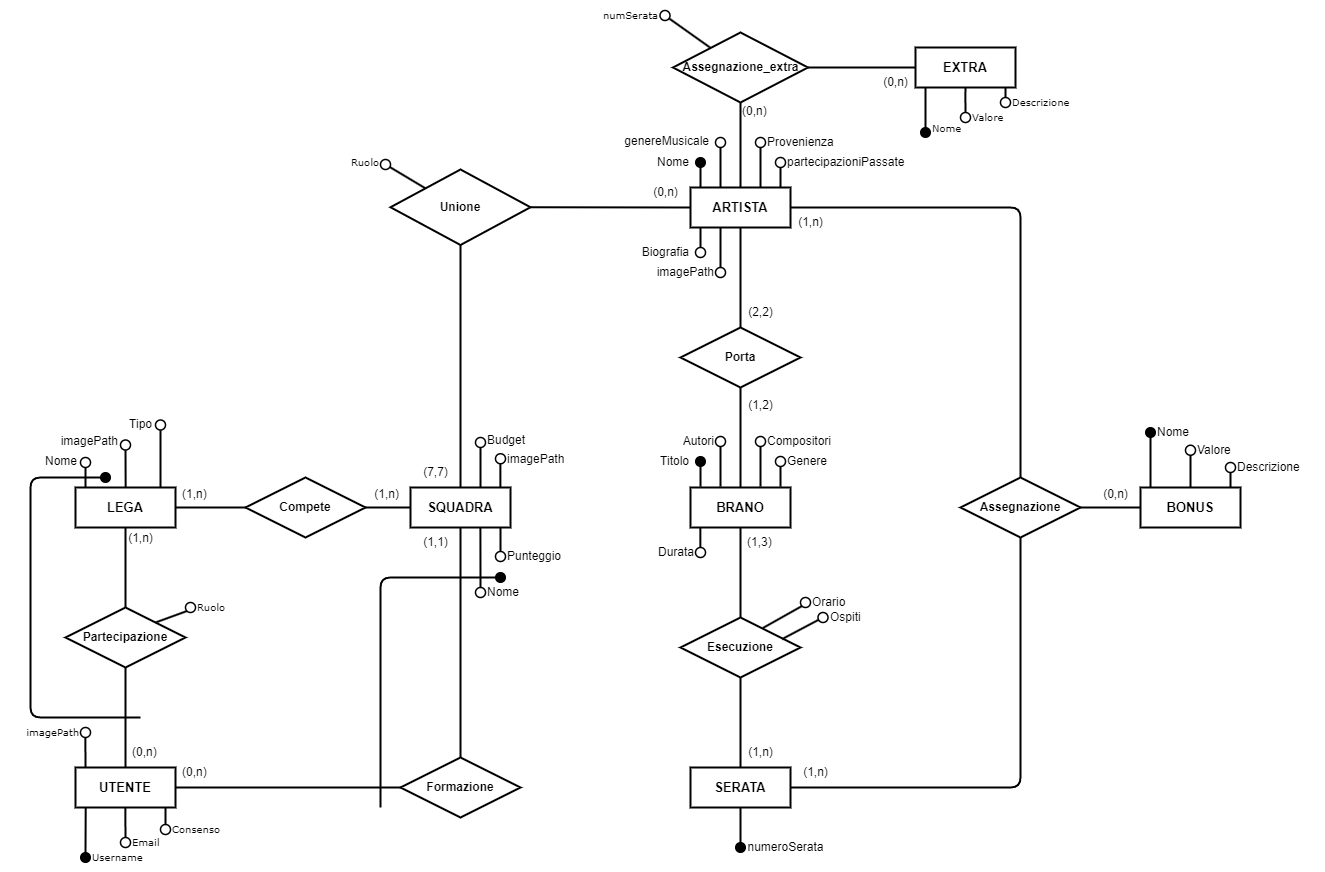 numSerata
Assegnazione_extra
EXTRA
(0,n)
Descrizione
(0,n)
Valore
Nome
genereMusicale
Provenienza
Nome
partecipazioniPassate
Ruolo
Unione
(0,n)
ARTISTA
(1,n)
Biografia
imagePath
(2,2)
Porta
(1,2)
Tipo
imagePath
Nome
Budget
imagePath
(7,7)
Autori
Compositori
Titolo
Genere
Nome
Valore
Descrizione
LEGA
(1,n)
Compete
(1,n)
SQUADRA
BRANO
Assegnazione
(0,n)
BONUS
(1,n)
(1,1)
Punteggio
Nome
Durata
(1,3)
Ruolo
Partecipazione
Orario
Ospiti
Esecuzione
imagePath
(0,n)
(0,n)
UTENTE
Formazione
(1,n)
SERATA
(1,n)
Consenso
Email
Username
numeroSerata